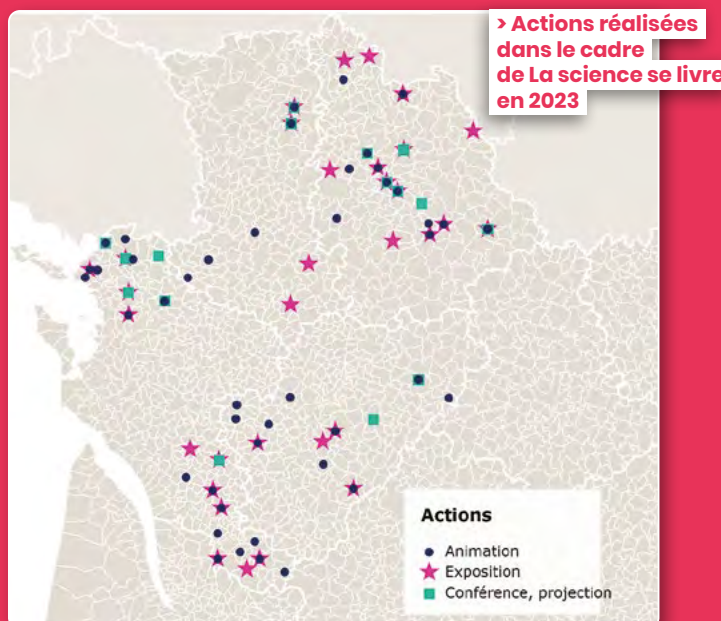 > Actions réalisées
dans le cadre
de La science se livre
en 2023
Actions
Animation
Exposition
Conférence, projection